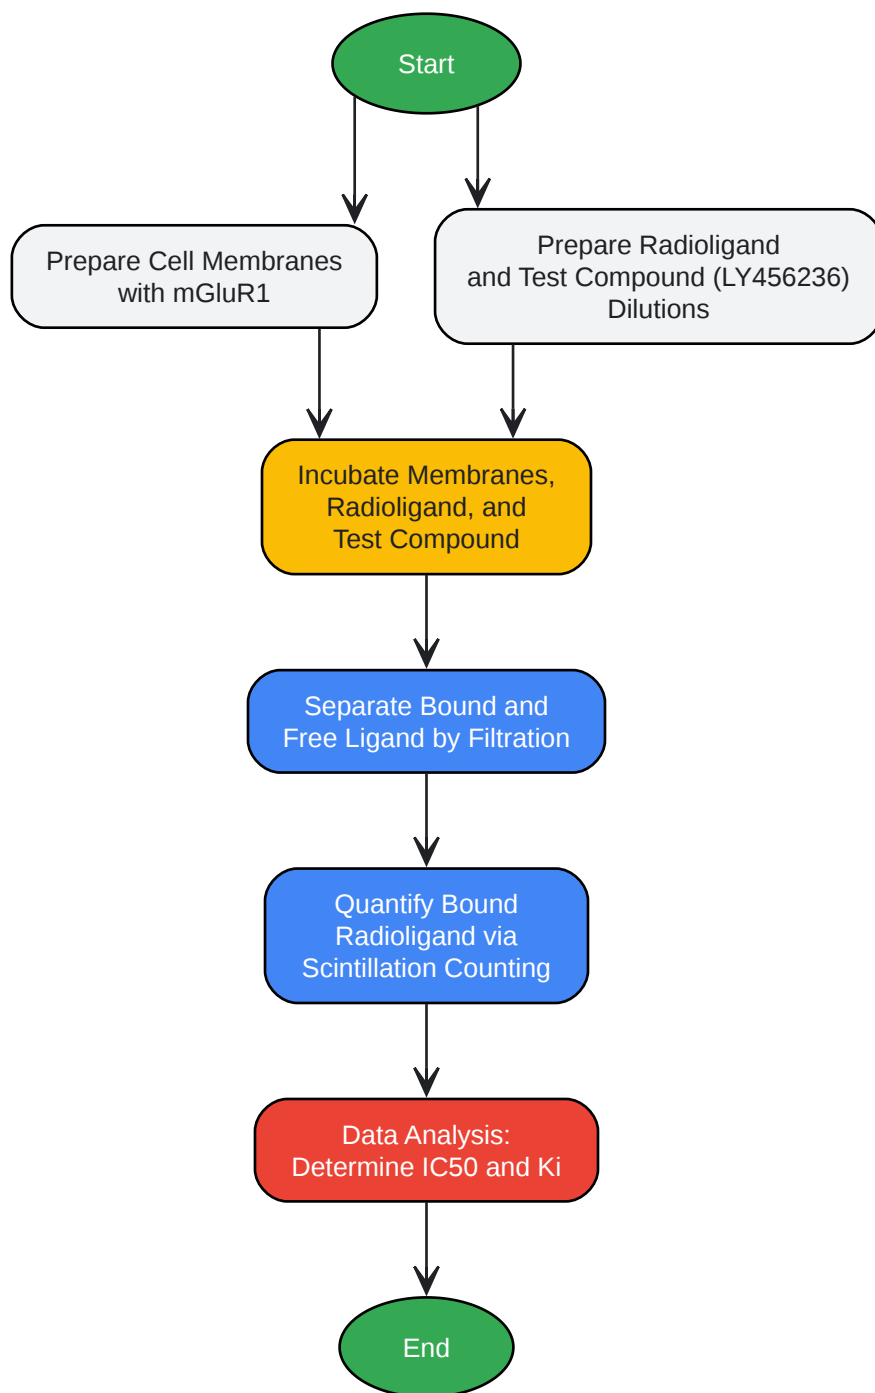 Start
Prepare Cell Membranes
with mGluR1
Prepare Radioligand
and Test Compound (LY456236)
Dilutions
Incubate Membranes,
Radioligand, and
Test Compound
Separate Bound and
Free Ligand by Filtration
Quantify Bound
Radioligand via
Scintillation Counting
Data Analysis:
Determine IC50 and Ki
End